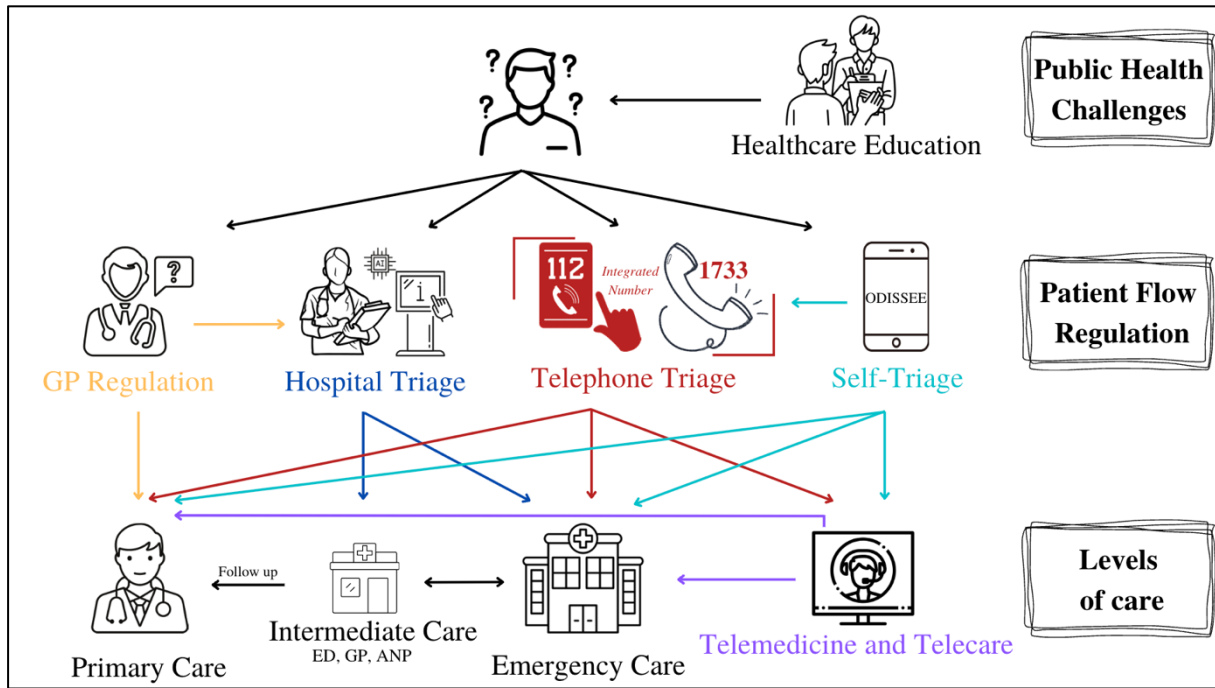 Public Health
Challenges
Healthcare Education
AI
i
112
Integrated
Number
1733
ODISSEE
Patient Flow
Regulation
GP Regulation
Hospital Triage
Telephone Triage
Self-Triage
Follow up
Levels
of care
Primary Care
Intermediate Care
ED, GP, ANP
Emergency Care
Telemedicine and Telecare